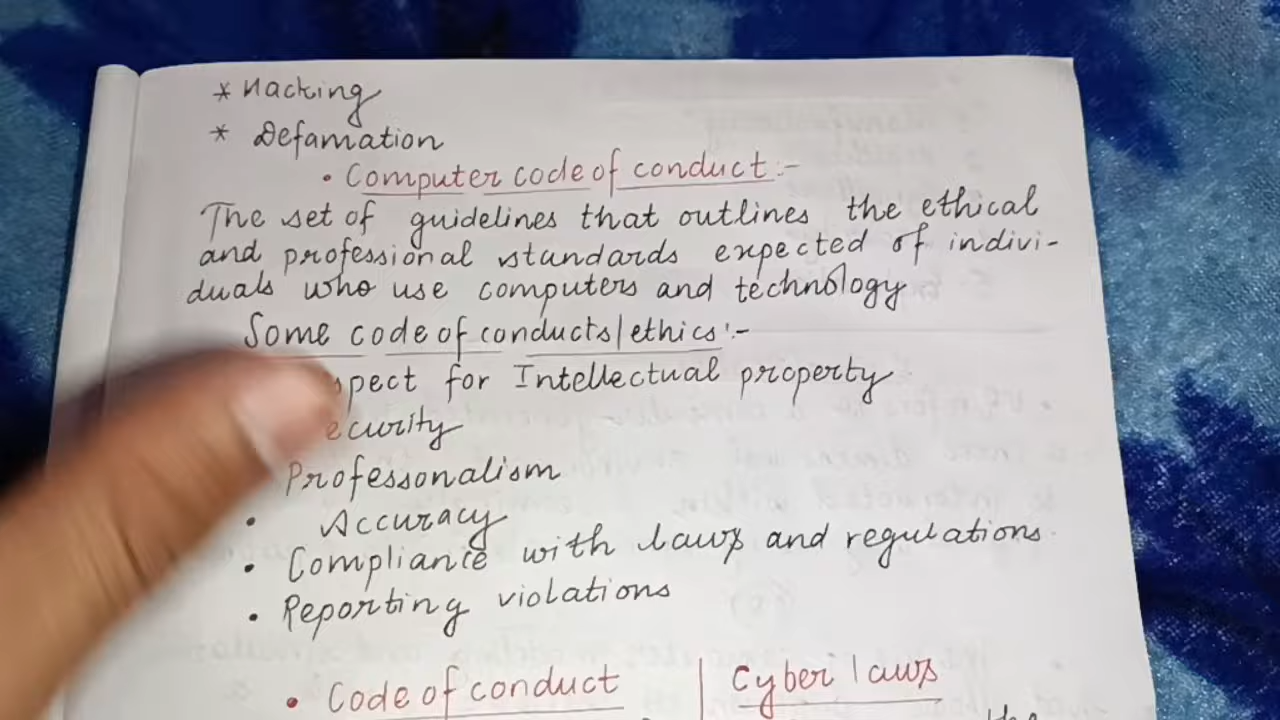 * Hacking
* Defamation
• Computer code of conduct :-
The set of guidelines that outlines the ethical
and professional standards expected of indivi-
duals who use computers and technology
Some code of conducts/ethics :-
spect for Intellectual property
ecurity
Professonalism
• Accuracy
• Compliance with laws and regulations.
• Reporting violations
• Code of conduct | Cyber laws